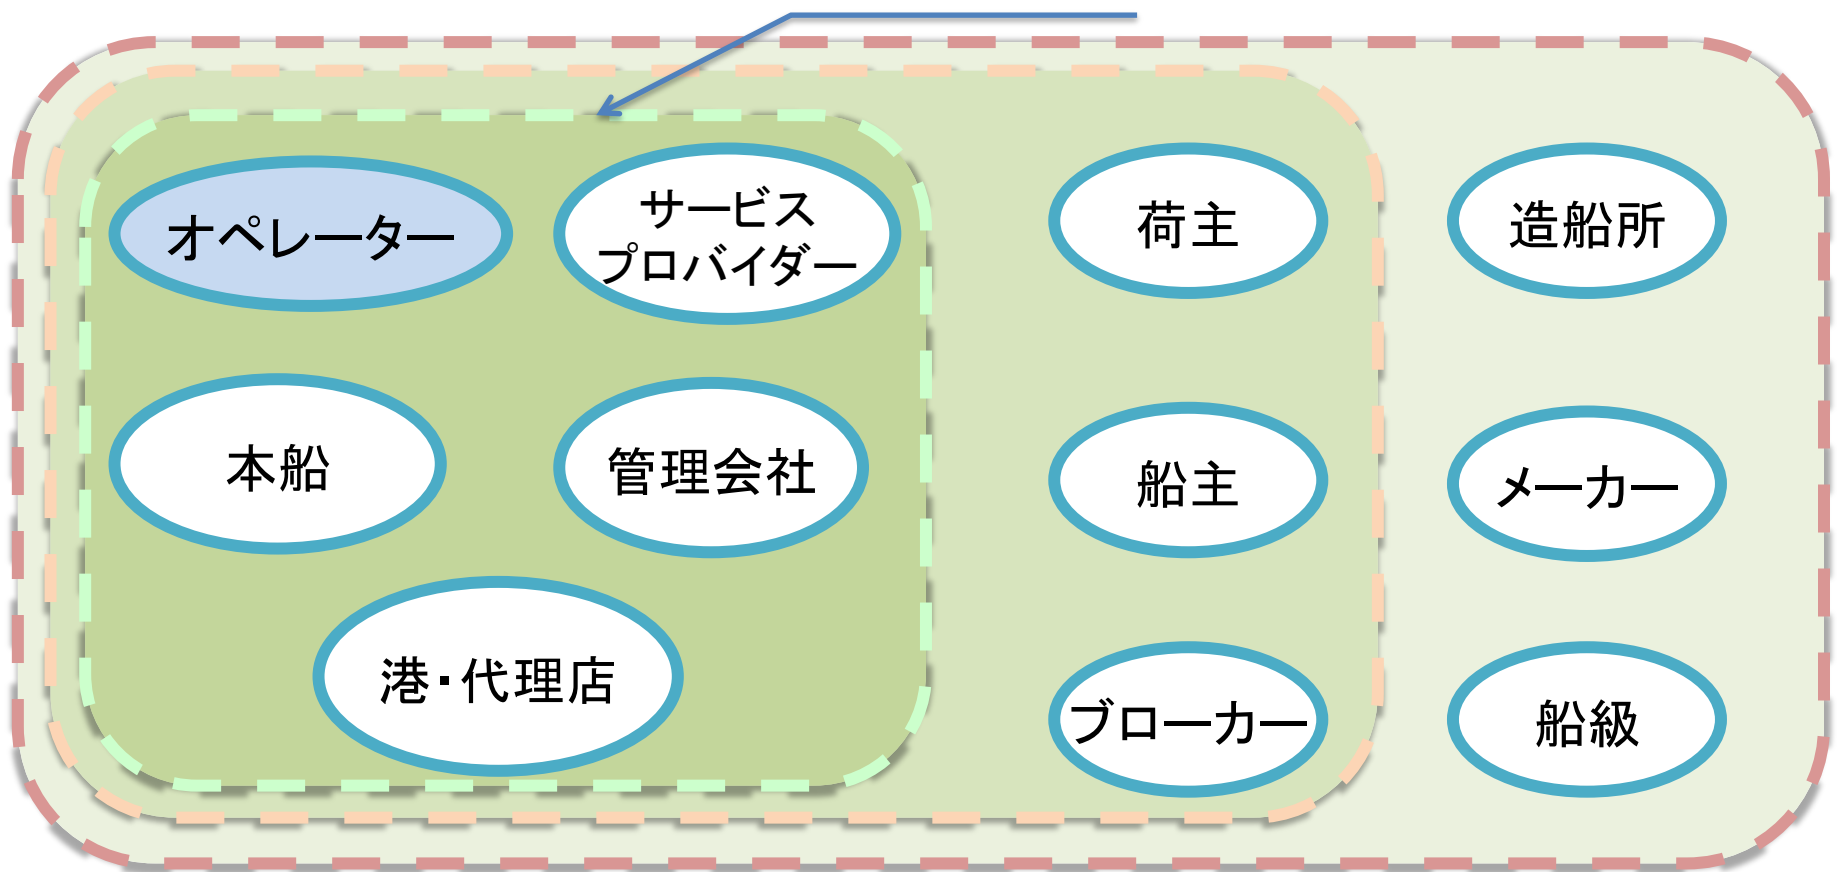 オペレーター
サービス
プロバイダー
荷主
造船所
本船
管理会社
船主
メーカー
港・代理店
ブローカー
船級